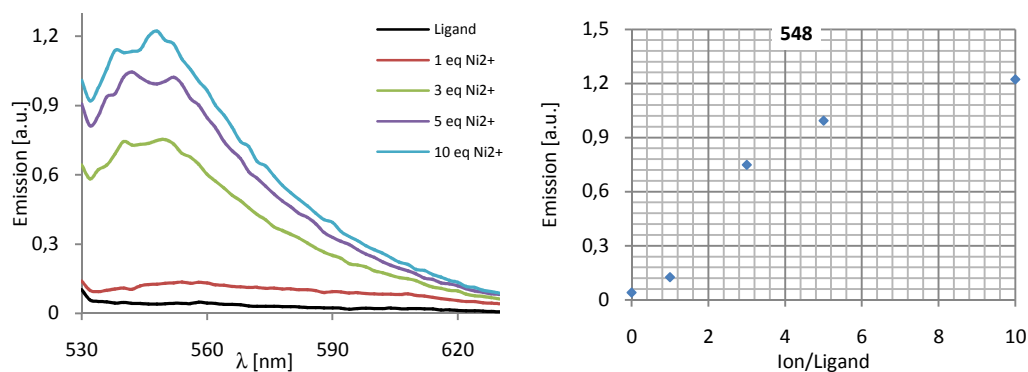 Emission [a.u.]
1,2
0,9
0,6
0,3
0
530
560
590
620
λ [nm]
Ligand
1 eq Ni2+
3 eq Ni2+
5 eq Ni2+
10 eq Ni2+
548
Emission [a.u.]
1,5
1,2
0,9
0,6
0,3
0
0
2
4
6
8
10
Ion/Ligand